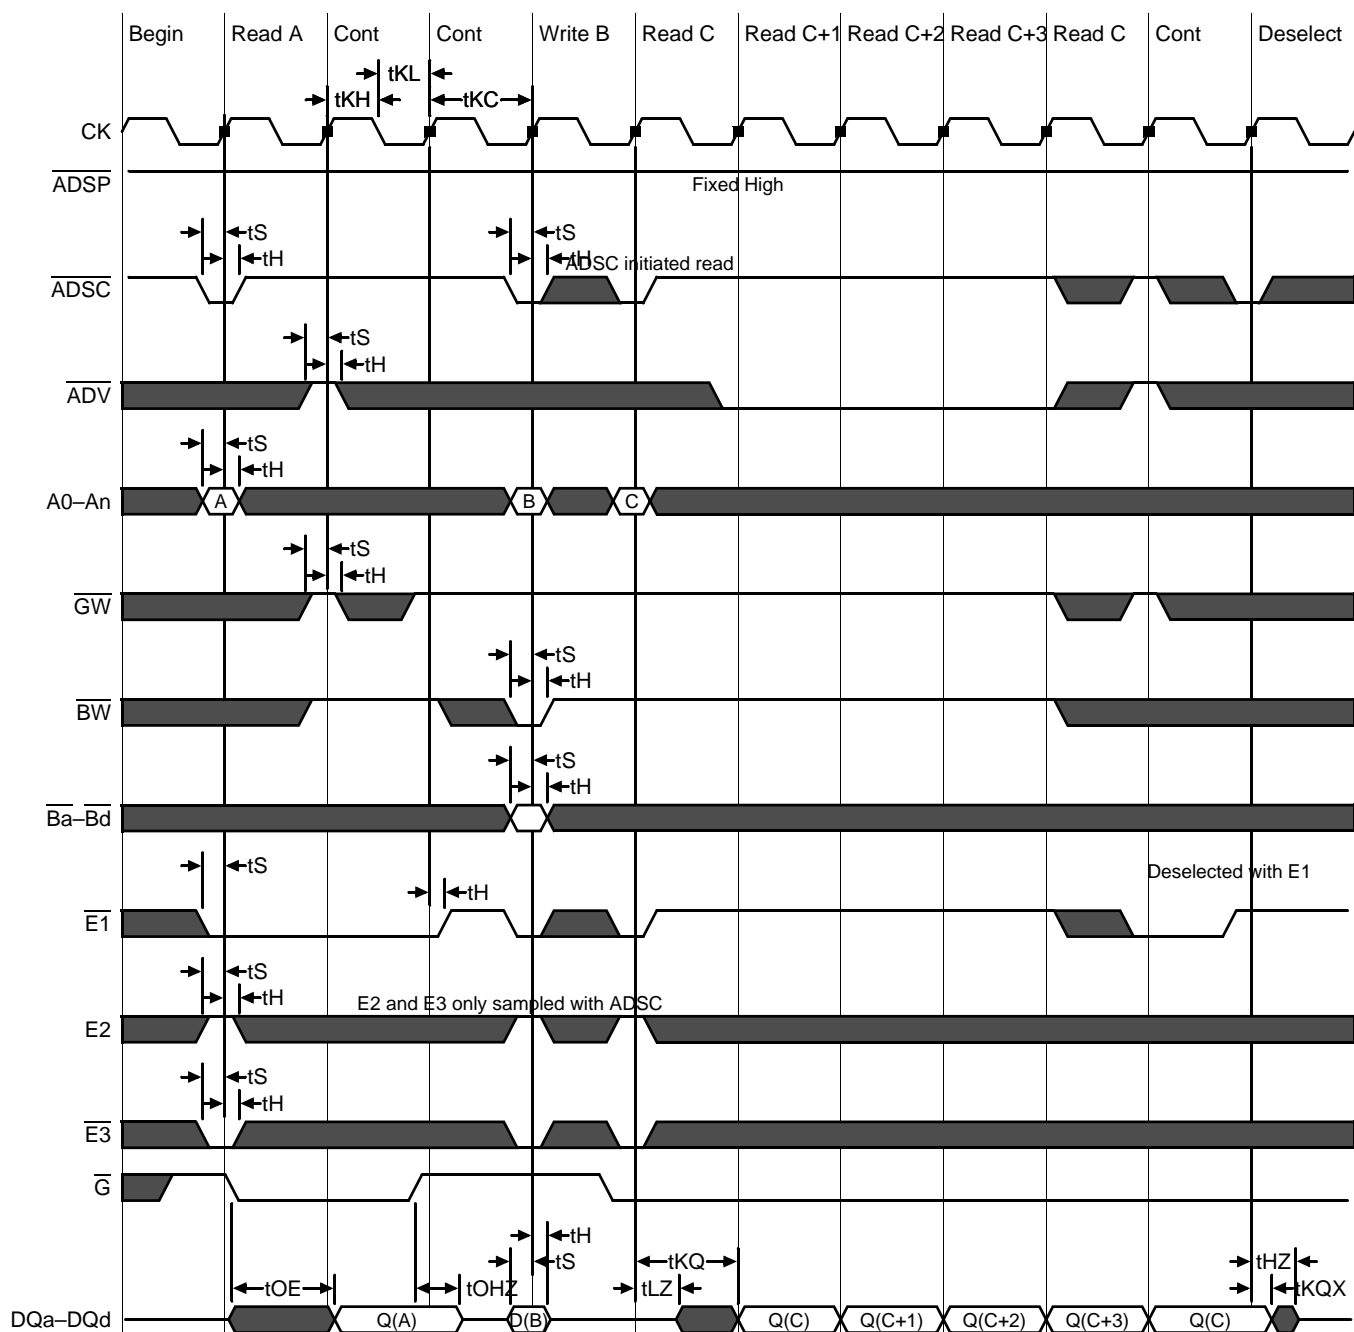 Begin Read A Cont Cont Write B Read C Read C+1 Read C+2 Read C+3 Read C Cont Deselect
tKL
tKH tKC
CK
ADSP
Fixed High
tS tS
tH tH
ADSC initiated read
ADSC
tS
tH
ADV
tS
tH
A0–An A B C
tS
tH
GW
tS
tH
BW
tS
tH
Ba–Bd
tS
Deselected with E1
tH
E1
tS
tH
E2 and E3 only sampled with ADSC
E2
tS
tH
E3
G
tH
tS tKQ tHZ
tOE tOHZ tLZ tKQX
DQa–DQd Q(A) D(B) Q(C) Q(C+1) Q(C+2) Q(C+3) Q(C)